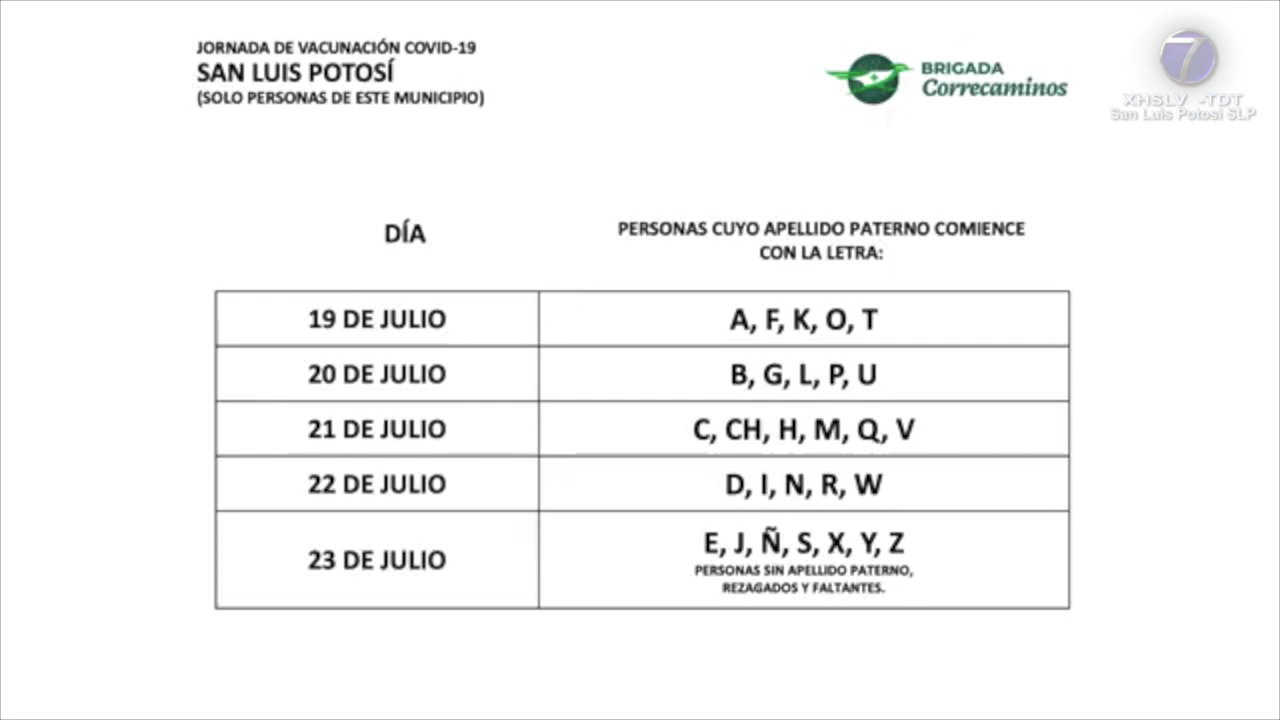 JORNADA DE VACUNACIÓN COVID-19
SAN LUIS POTOSÍ
(SOLO PERSONAS DE ESTE MUNICIPIO)
BRIGADA
Correcaminos
7
XHSLV -TDT
San Luis Potosí SLP
DÍA
PERSONAS CUYO APELLIDO PATERNO COMIENCE
CON LA LETRA:
19 DE JULIO
A, F, K, O, T
20 DE JULIO
B, G, L, P, U
21 DE JULIO
C, CH, H, M, Q, V
22 DE JULIO
D, I, N, R, W
23 DE JULIO
E, J, Ñ, S, X, Y, Z
PERSONAS SIN APELLIDO PATERNO,
REZAGADOS Y FALTANTES.